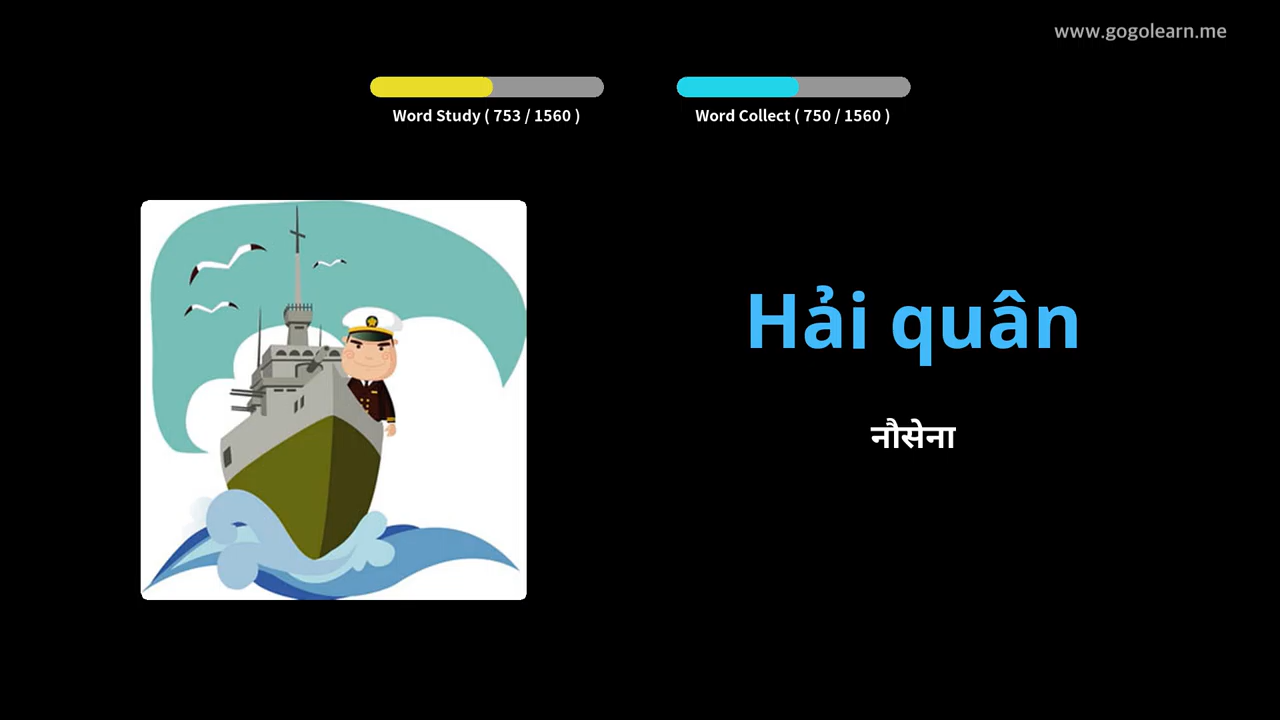 www.gogolearn.me
Word Study ( 753 / 1560 )
Word Collect ( 750 / 1560 )
Hải quân
नौसेना